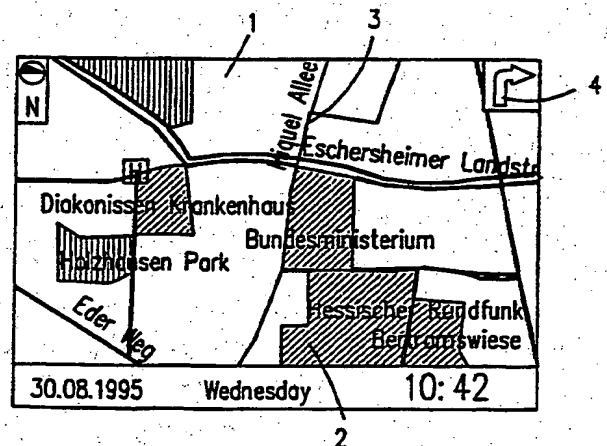 1
3
4
N
Miquel Allee
Eschersheimer Landstr
H
Diakonissen Krankenhaus
Bundesministerium
Holzhausen Park
Eder Weg
Hessischer Rundfunk
Bertramswiese
30.08.1995 Wednesday 10:42
2